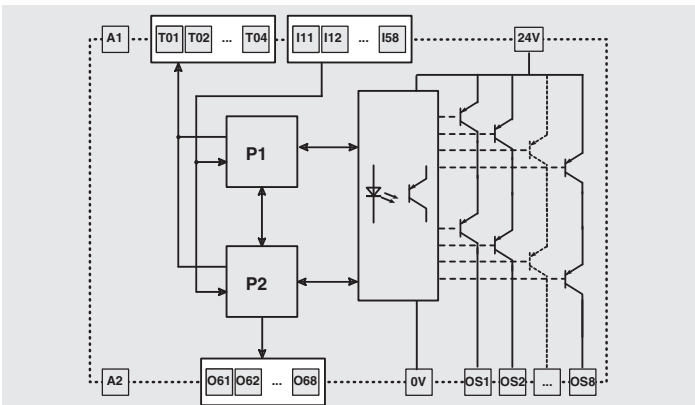 A1 T01 T02 ... T04 I11 I12 ... I58 24V
P1
P2
A2 O61 O62 ... O68 0V OS1 OS2 ... OS8